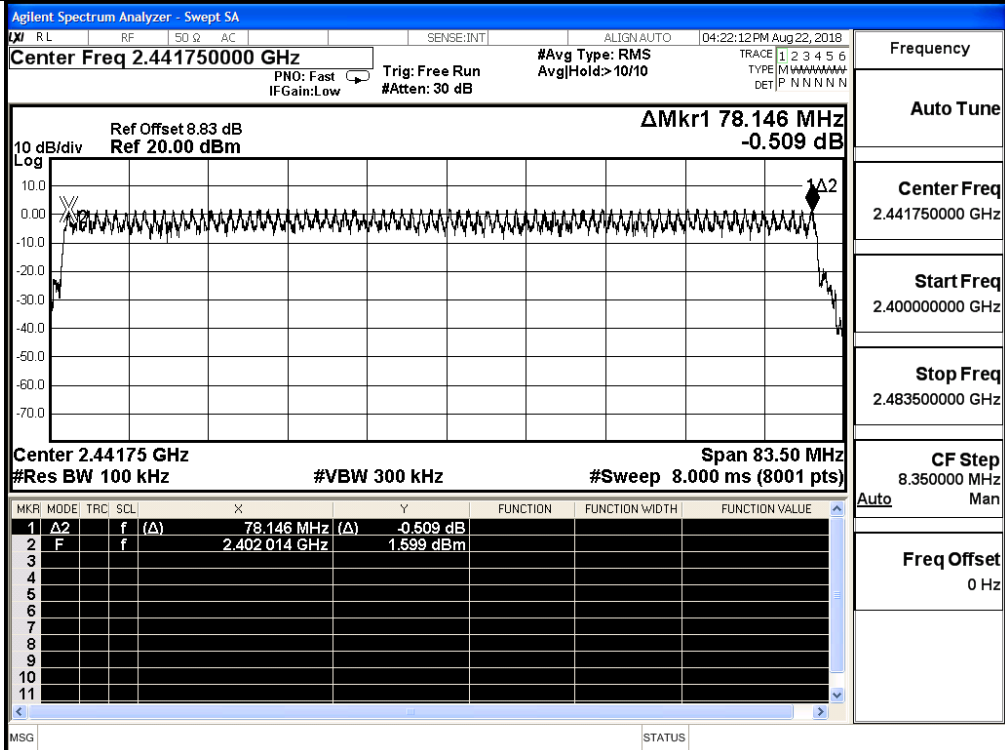 Agilent Spectrum Analyzer - Swept SA
LXI RL RF 50 Ω AC SENSE:INT ALIGN AUTO 04:22:12 PM Aug 22, 2018
Center Freq 2.441750000 GHz
PNO: Fast
IFGain:Low
Trig: Free Run
#Atten: 30 dB
#Avg Type: RMS
Avg|Hold:>10/10
TRACE 1 2 3 4 5 6
TYPE M WWWWW
DET P N N N N N
ΔMkr1 78.146 MHz
-0.509 dB
Ref Offset 8.83 dB
10 dB/div Ref 20.00 dBm
Log
10.0
0.00
-10.0
-20.0
-30.0
-40.0
-50.0
-60.0
-70.0
2
1Δ2
Center 2.44175 GHz Span 83.50 MHz
#Res BW 100 kHz #VBW 300 kHz #Sweep 8.000 ms (8001 pts)
MKR MODE TRC SCL X Y FUNCTION FUNCTION WIDTH FUNCTION VALUE
1 Δ2 f (Δ) 78.146 MHz (Δ) -0.509 dB
2 F f 2.402 014 GHz 1.599 dBm
3
4
5
6
7
8
9
10
11
MSG STATUS
Frequency
Auto Tune
Center Freq
2.441750000 GHz
Start Freq
2.400000000 GHz
Stop Freq
2.483500000 GHz
CF Step
8.350000 MHz
Auto Man
Freq Offset
0 Hz